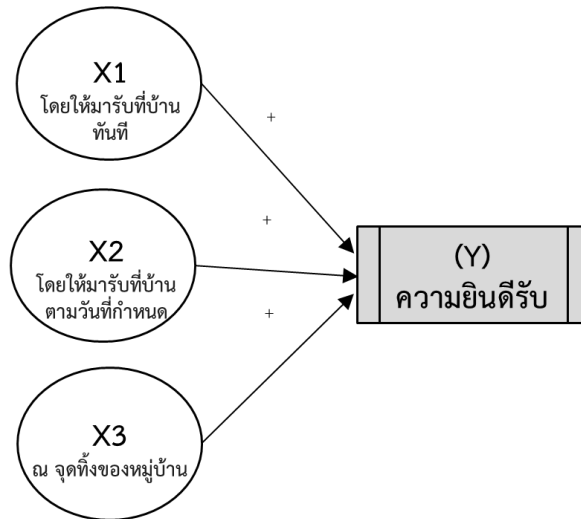 X1
โดยให้มารับที่บ้าน
ทันที
+
X2
โดยให้มารับที่บ้าน
ตามวันที่กำหนด
+
(Y)
ความยินดีรับ
+
X3
ณ จุดทิ้งของหมู่บ้าน